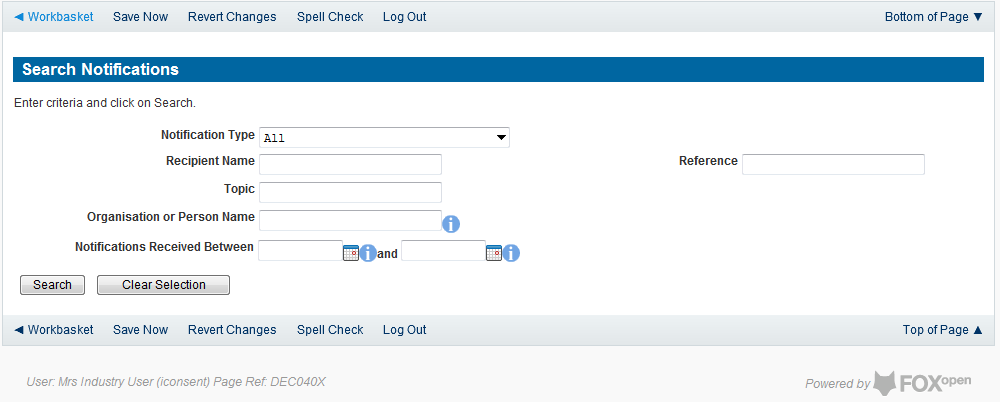 ◄ Workbasket Save Now Revert Changes Spell Check Log Out Bottom of Page ▼
Search Notifications
Enter criteria and click on Search.
Notification Type All
Recipient Name Reference
Topic
Organisation or Person Name i
Notifications Received Between i and i
Search Clear Selection
◄ Workbasket Save Now Revert Changes Spell Check Log Out Top of Page ▲
User: Mrs Industry User (iconsent) Page Ref: DEC040X Powered by FOXopen